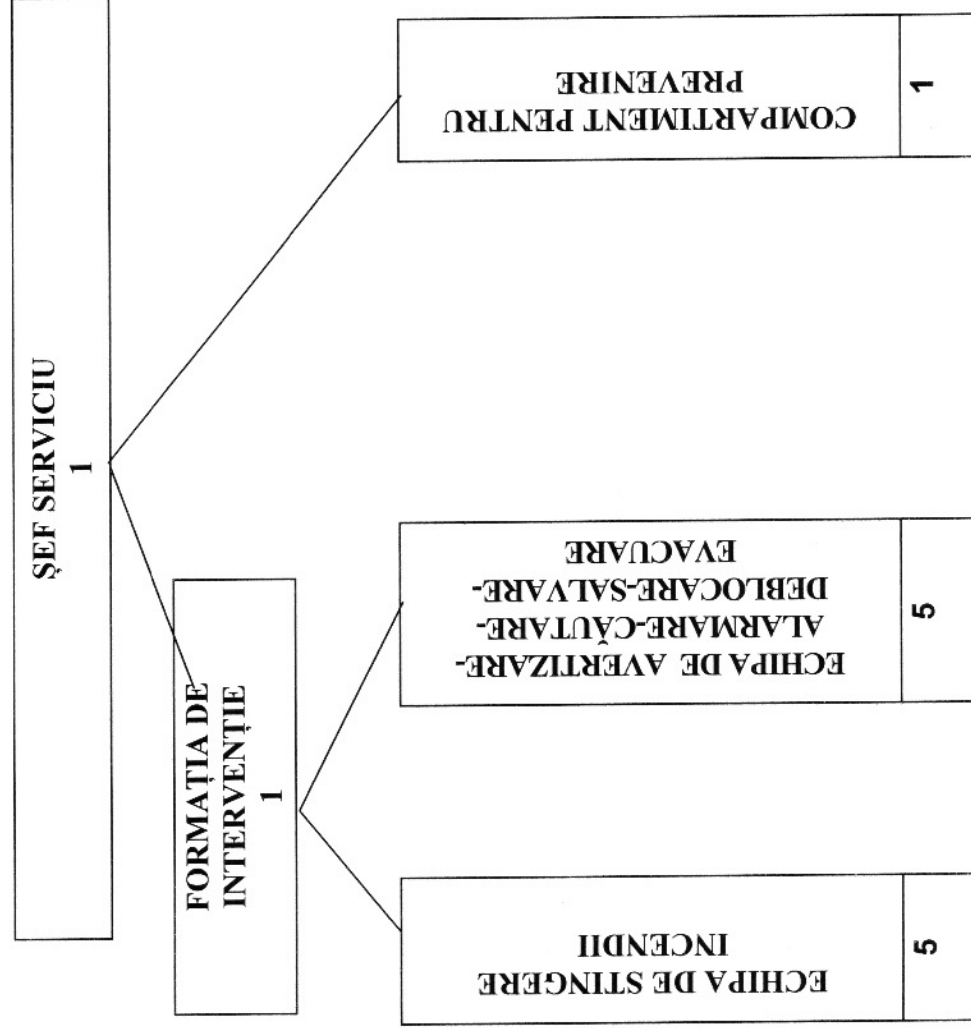 ȘEF SERVICIU
1
FORMAȚIA DE
INTERVENȚIE
1
ECHIPA DE STINGERE
INCENDII
5
ECHIPA DE AVERTIZARE-
ALARMARE-CĂUTARE-
DEBLOCARE-SALVARE-
EVACUARE
5
COMPARTIMENT PENTRU
PREVENIRE
1